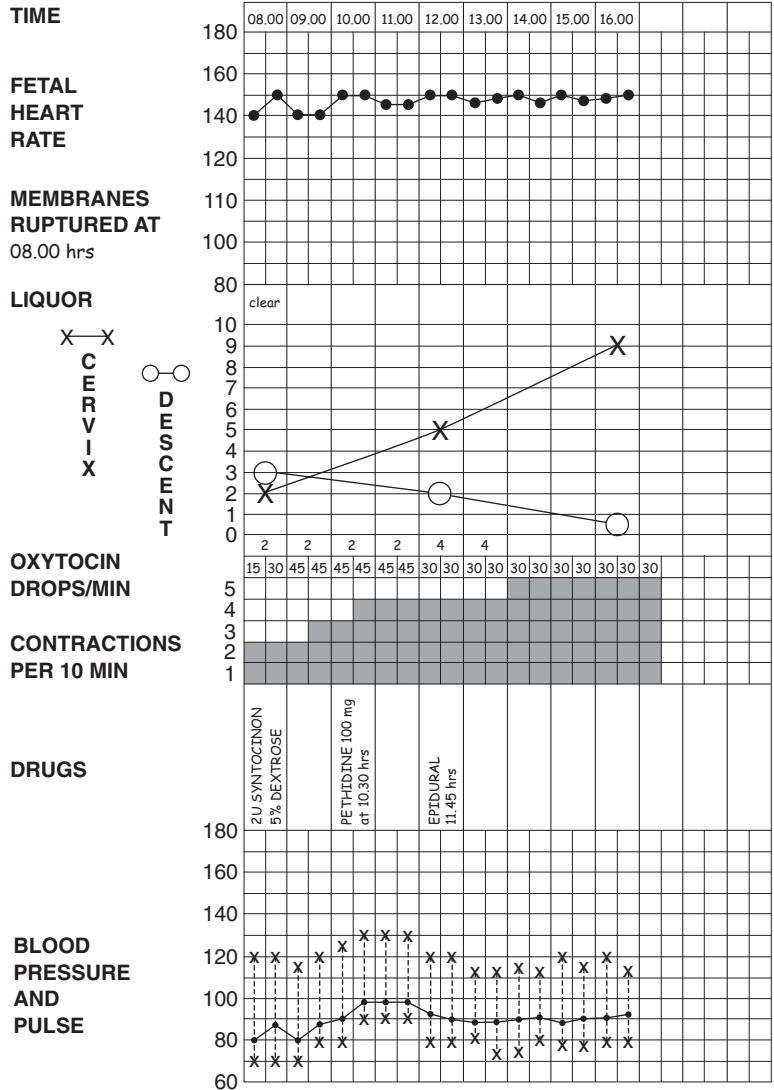 TIME
08.00 09.00 10.00 11.00 12.00 13.00 14.00 15.00 16.00
180
160
FETAL
HEART
RATE
140
120
MEMBRANES
RUPTURED AT
08.00 hrs
110
100
80
LIQUOR
clear
X X
CERVIX
DESCENT
10
9 X
8
7
6
5 X
4
3
2 X
1
0
2 2 2 2 4 4
OXYTOCIN
DROPS/MIN
15 30 45 45 45 45 45 45 30 30 30 30 30 30 30 30 30 30 30
5
4
3
2
1
CONTRACTIONS
PER 10 MIN
DRUGS
2U SYNTOCINON
5% DEXTROSE
PETHIDINE 100 mg
at 10.30 hrs
EPIDURAL
11.45 hrs
180
160
140
120
100
80
60
BLOOD
PRESSURE
AND
PULSE
X X X X X X X X X X X X X X X X X X
X X X X X X X X X X X X X X X X X X